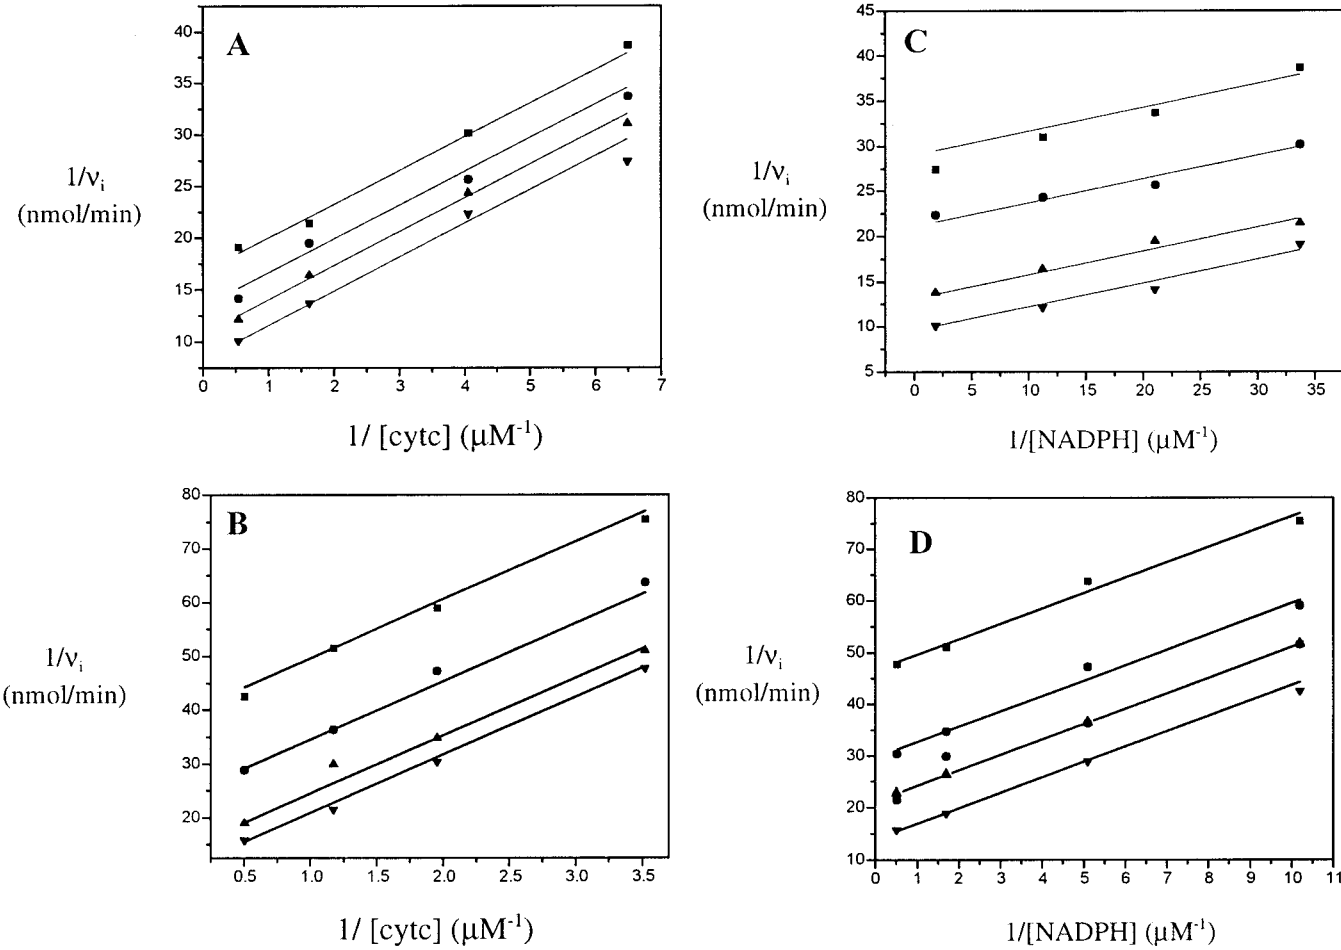 A
40
35
30
25
20
15
10
0 1 2 3 4 5 6 7
1/νi
(nmol/min)
1/ [cytc] (μM-1)
C
45
40
35
30
25
20
15
10
5
0 5 10 15 20 25 30 35
1/νi
(nmol/min)
1/[NADPH] (μM-1)
B
80
70
60
50
40
30
20
0.5 1.0 1.5 2.0 2.5 3.0 3.5
1/νi
(nmol/min)
1/ [cytc] (μM-1)
D
80
70
60
50
40
30
20
10
0 1 2 3 4 5 6 7 8 9 10 11
1/νi
(nmol/min)
1/[NADPH] (μM-1)